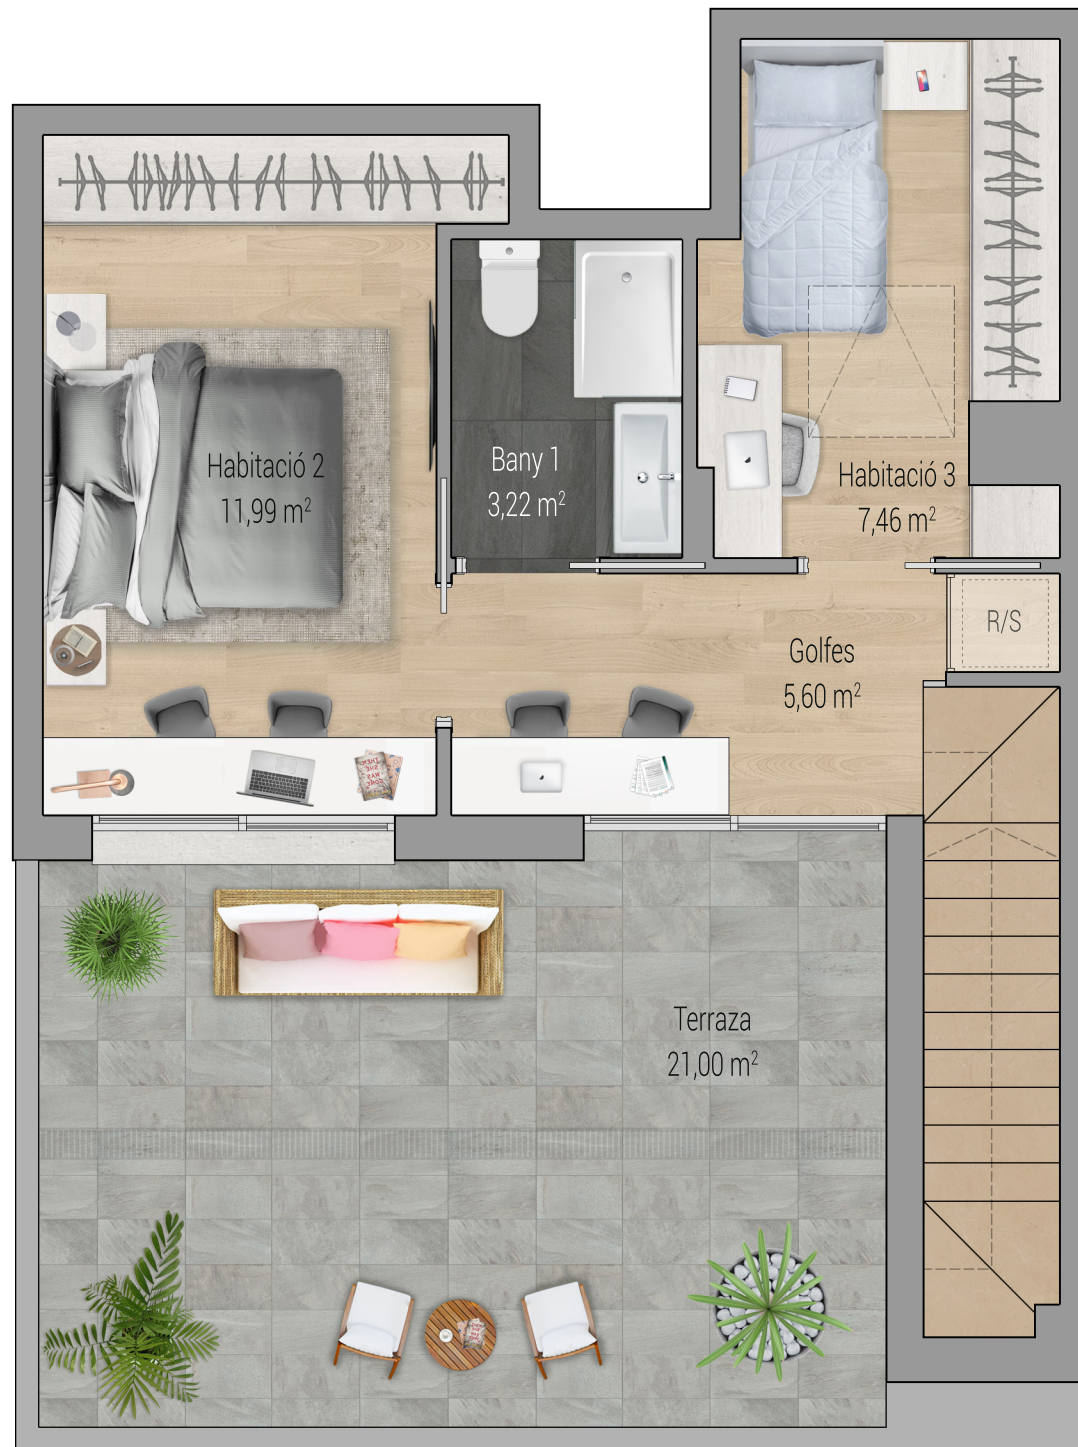 Habitació 2
11,99 m²
Bany 1
3,22 m²
Habitació 3
7,46 m²
R/S
Golfes
5,60 m²
Terraza
21,00 m²